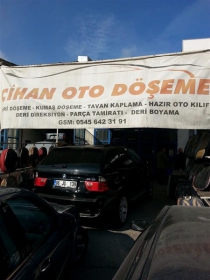 CİHAN OTO DÖŞEME
DÖŞEME - KUMAŞ DÖŞEME - TAVAN KAPLAMA - HAZIR OTO KILIF
DERİ DİREKSİYON - PARÇA TAMİRATI - DERİ BOYAMA
GSM: 0545 642 31 91